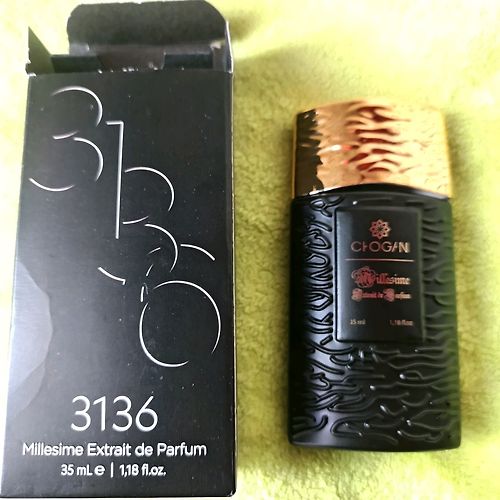 3136
3136
Millesime Extrait de Parfum
35 mL e | 1,18 fl.oz.
CHOGAN
Millesime
Extrait de Parfum
35 ml 1,18 fl.oz